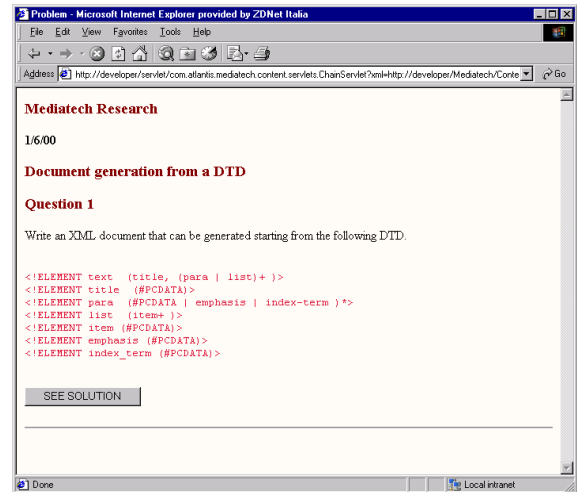 Problem - Microsoft Internet Explorer provided by ZDNet Italia
File Edit View Favorites Tools Help
Address http://developer/servlet/com.atlantis.mediatech.content.servlets.ChainServlet?xml=http://developer/Mediatech/Conte Go
Mediatech Research
1/6/00
Document generation from a DTD
Question 1
Write an XML document that can be generated starting from the following DTD.
<!ELEMENT text (title, (para | list)+ )>
<!ELEMENT title (#PCDATA)>
<!ELEMENT para (#PCDATA | emphasis | index-term )*>
<!ELEMENT list (item+ )>
<!ELEMENT item (#PCDATA)>
<!ELEMENT emphasis (#PCDATA)>
<!ELEMENT index_term (#PCDATA)>
SEE SOLUTION
Done Local intranet